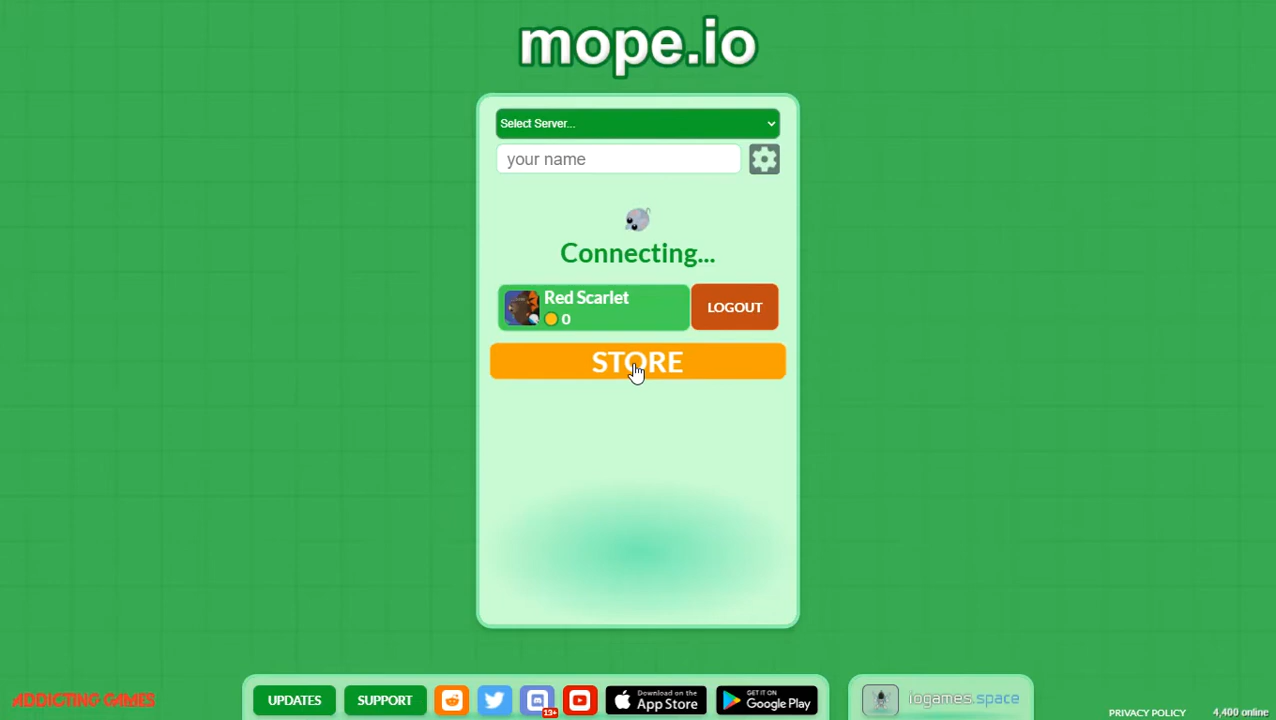 mope.io
Select Server...
your name
Connecting...
Red Scarlet
0
LOGOUT
STORE
ADDICTING GAMES
UPDATES
SUPPORT
13+
Download on the
App Store
GET IT ON
Google Play
iogames.space
PRIVACY POLICY
4,400 online